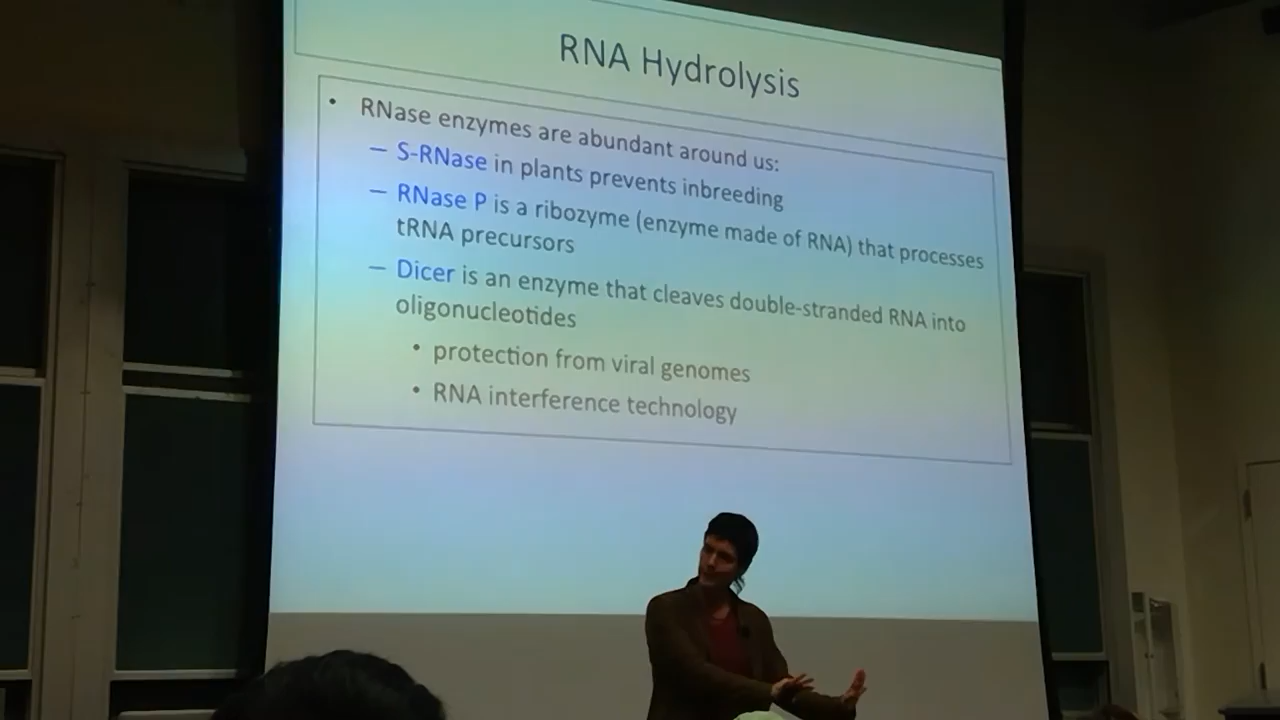 RNA Hydrolysis
• RNase enzymes are abundant around us:
– S-RNase in plants prevents inbreeding
– RNase P is a ribozyme (enzyme made of RNA) that processes
tRNA precursors
– Dicer is an enzyme that cleaves double-stranded RNA into
oligonucleotides
• protection from viral genomes
• RNA interference technology